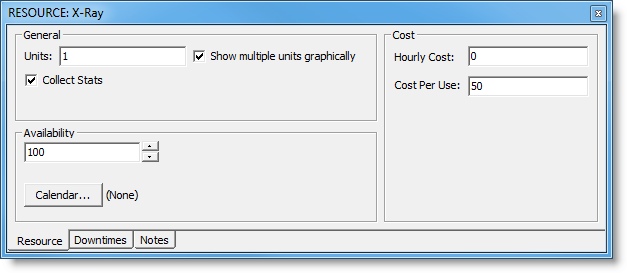 RESOURCE: X-Ray
General
Units: 1 Show multiple units graphically
Collect Stats
Availability
100
Calendar... (None)
Cost
Hourly Cost: 0
Cost Per Use: 50
Resource Downtimes Notes